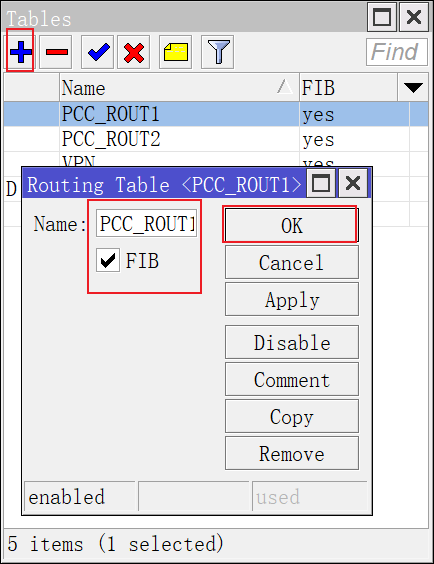 Tables
Find
Name FIB
PCC_ROUT1 yes
PCC_ROUT2 yes
VPN yes
D
Routing Table <PCC_ROUT1>
Name: PCC_ROUT1
FIB
OK
Cancel
Apply
Disable
Comment
Copy
Remove
enabled used
5 items (1 selected)